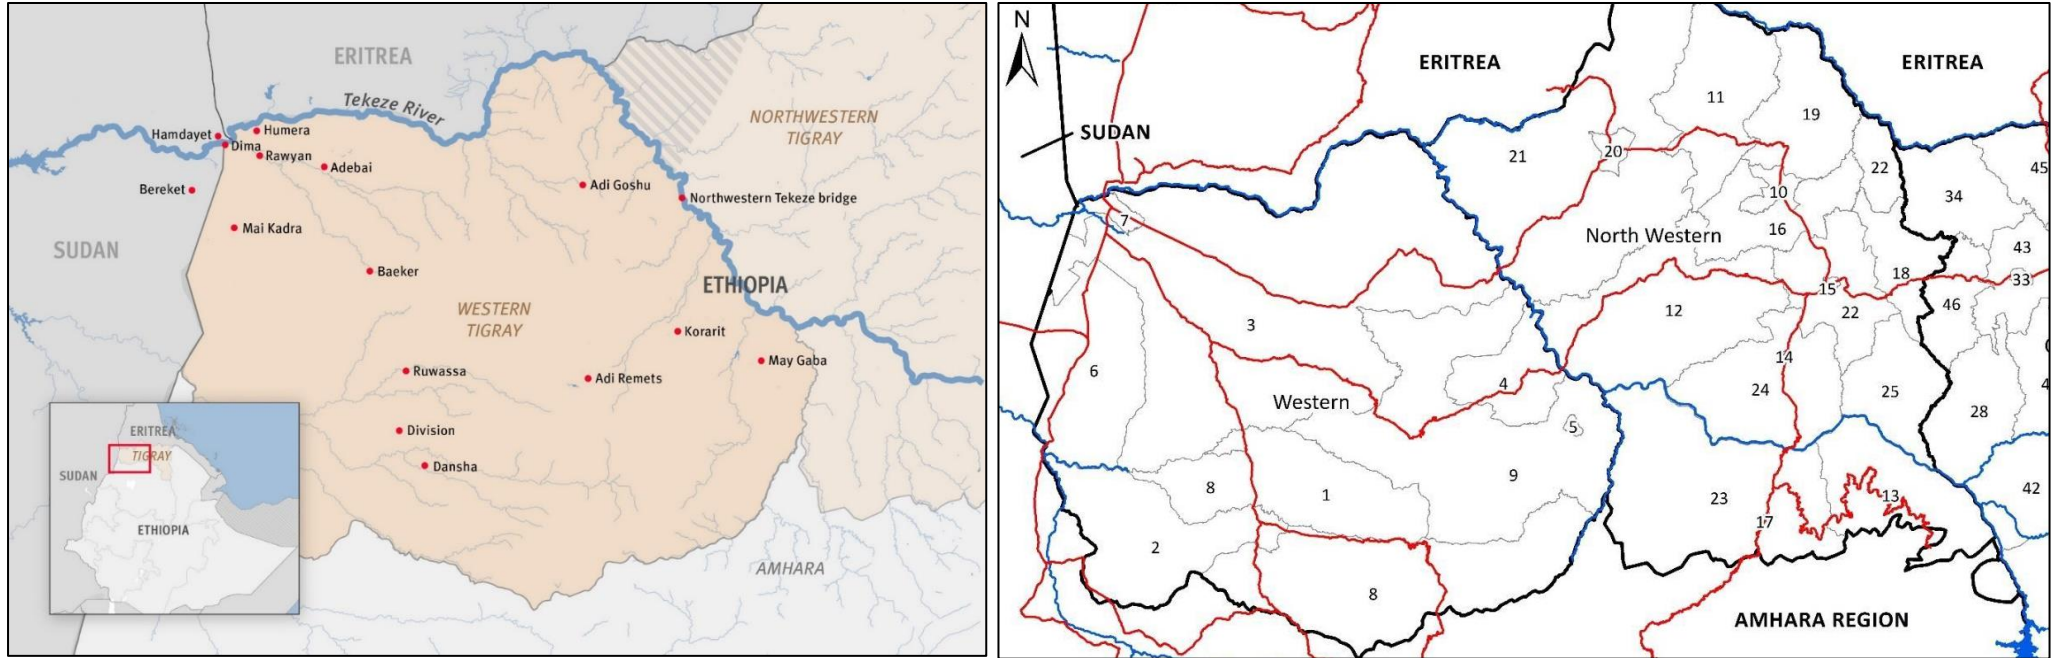 ERITREA
Tekeze River
NORTHWESTERN
TIGRAY
Hamdayet
Humera
Dima
Rawyan
Adebai
Bereket
Adi Goshu
Northwestern Tekeze bridge
Mai Kadra
SUDAN
Baeker
ETHIOPIA
WESTERN
TIGRAY
Korarit
May Gaba
Ruwassa
Adi Remets
Division
Dansha
AMHARA
ERITREA
TIGRAY
SUDAN
ETHIOPIA
N
ERITREA
ERITREA
SUDAN
11
19
21
20
22
45
10
34
7
16
North Western
43
18
33
15
46
3
12
22
14
6
4
24
25
4
Western
28
5
9
8
1
23
13
42
17
2
8
AMHARA REGION